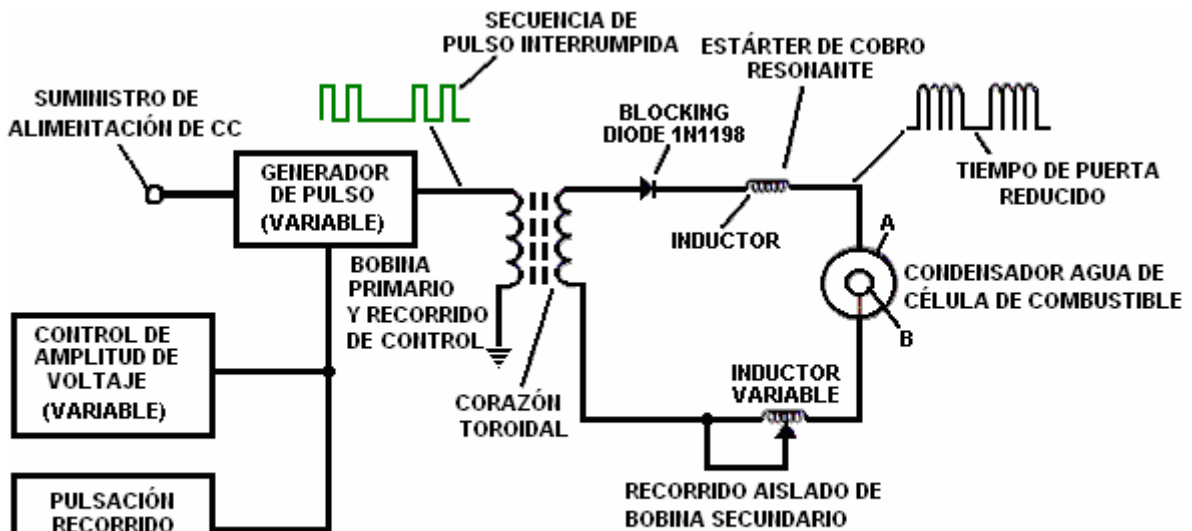 SECUENCIA DE
PULSO INTERRUMPIDA
ESTÁRTER DE COBRO
RESONANTE
SUMINISTRO DE
ALIMENTACIÓN DE CC
BLOCKING
DIODE 1N1198
GENERADOR
DE PULSO
(VARIABLE)
TIEMPO DE PUERTA
REDUCIDO
INDUCTOR
A
BOBINA
PRIMARIO
Y RECORRIDO
DE CONTROL
CONDENSADOR AGUA DE
CÉLULA DE COMBUSTIBLE
B
CONTROL DE
AMPLITUD DE
VOLTAJE
(VARIABLE)
INDUCTOR
VARIABLE
CORAZÓN
TOROIDAL
RECORRIDO AISLADO DE
BOBINA SECUNDARIO
PULSACIÓN
RECORRIDO